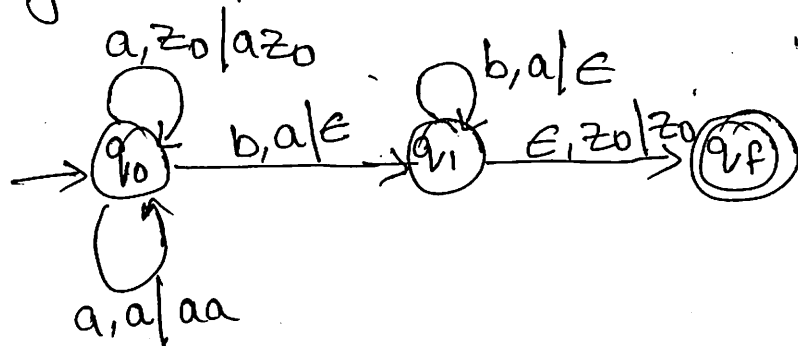 a, z0 | az0
b, a | ϵ
b, a | ϵ
ϵ, z0 | z0
q0
q1
qf
a, a | aa